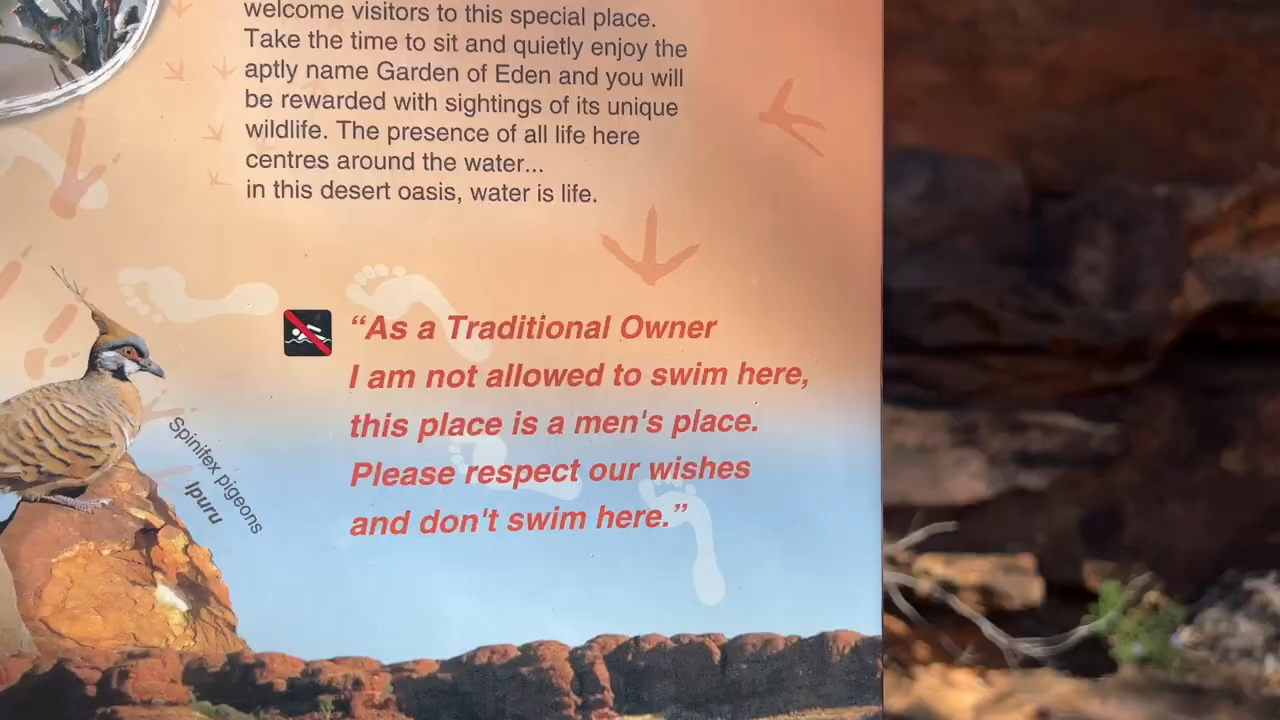 welcome visitors to this special place.
Take the time to sit and quietly enjoy the
aptly name Garden of Eden and you will
be rewarded with sightings of its unique
wildlife. The presence of all life here
centres around the water...
in this desert oasis, water is life.
“As a Traditional Owner
I am not allowed to swim here,
this place is a men's place.
Please respect our wishes
and don't swim here.”
Spinifex pigeons
Ipuru